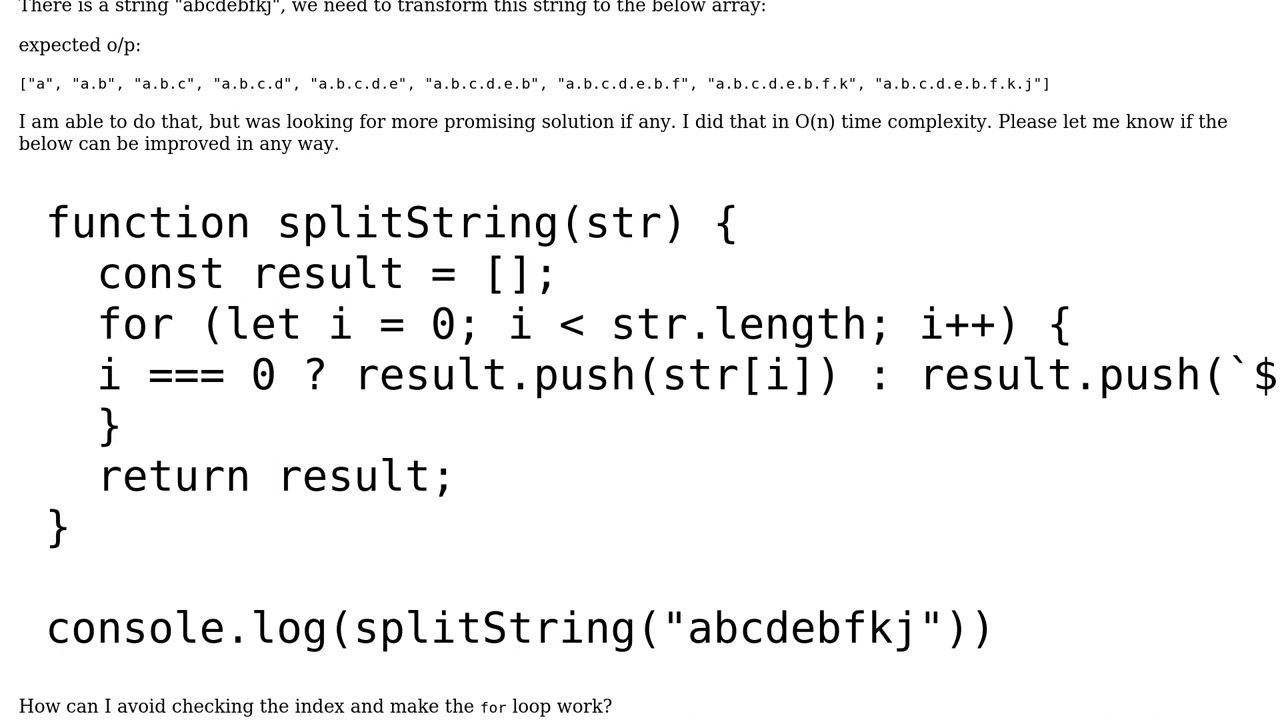 There is a string "abcdebfkj", we need to transform this string to the below array:
expected o/p:
["a", "a.b", "a.b.c", "a.b.c.d", "a.b.c.d.e", "a.b.c.d.e.b", "a.b.c.d.e.b.f", "a.b.c.d.e.b.f.k", "a.b.c.d.e.b.f.k.j"]
I am able to do that, but was looking for more promising solution if any. I did that in O(n) time complexity. Please let me know if the
below can be improved in any way.
function splitString(str) {
  const result = [];
  for (let i = 0; i < str.length; i++) {
  i === 0 ? result.push(str[i]) : result.push(`$
  }
  return result;
}
console.log(splitString("abcdebfkj"))
How can I avoid checking the index and make the for loop work?